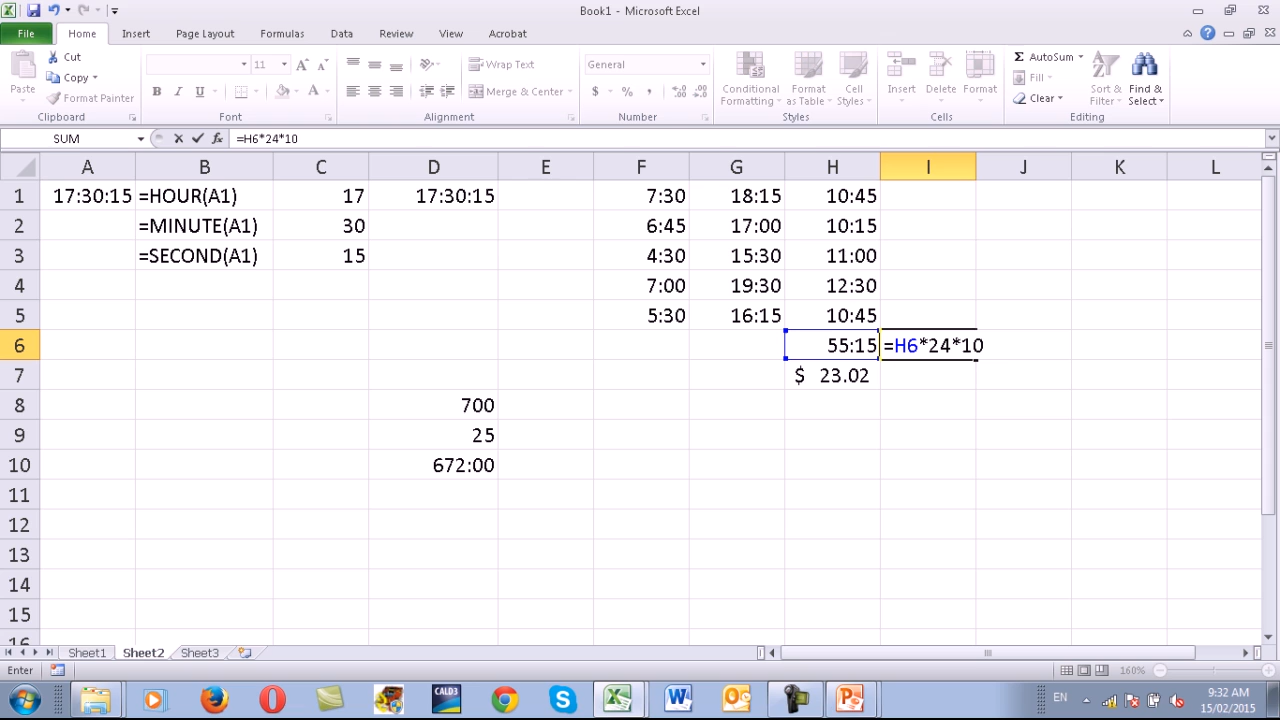 Book1 - Microsoft Excel
File Home Insert Page Layout Formulas Data Review View Acrobat
Paste
Cut
Copy
Format Painter
Clipboard
11
A A
B I U A
Font
Wrap Text
Merge & Center
Alignment
General
$ % ,
Number
Conditional Formatting
Format as Table
Cell Styles
Styles
Insert Delete Format
Cells
Σ AutoSum
Fill
Clear
Sort & Filter
Find & Select
Editing
SUM fx =H6*24*10
A B C D E F G H I J K L
1 17:30:15 =HOUR(A1) 17 17:30:15 7:30 18:15 10:45
2 =MINUTE(A1) 30 6:45 17:00 10:15
3 =SECOND(A1) 15 4:30 15:30 11:00
4 7:00 19:30 12:30
5 5:30 16:15 10:45
6 55:15 =H6*24*10
7 $ 23.02
8 700
9 25
10 672:00
11
12
13
14
15
16
Sheet1 Sheet2 Sheet3
Enter 160%
CALD3 EN 9:32 AM
15/02/2015